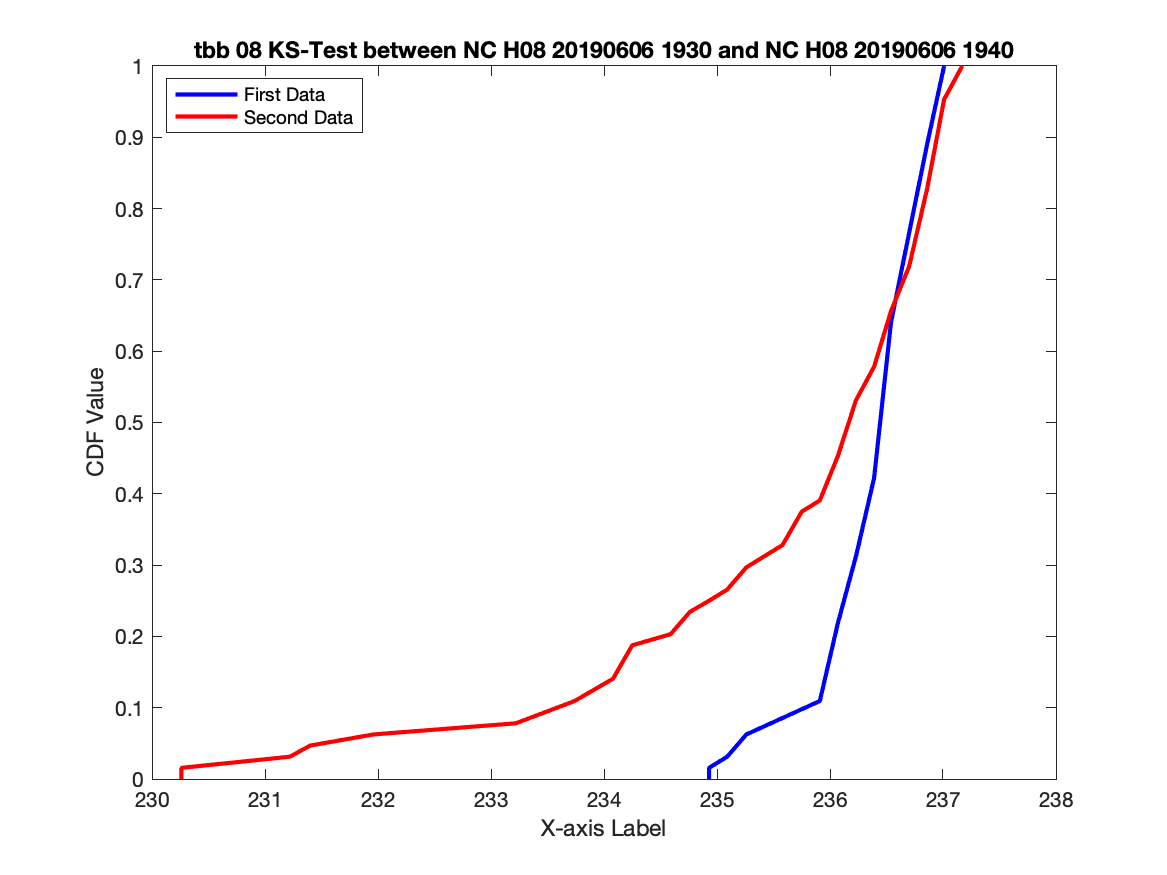 tbb 08 KS-Test between NC H08 20190606 1930 and NC H08 20190606 1940
First Data
Second Data
1
0.9
0.8
0.7
0.6
0.5
0.4
0.3
0.2
0.1
0
CDF Value
230 231 232 233 234 235 236 237 238
X-axis Label